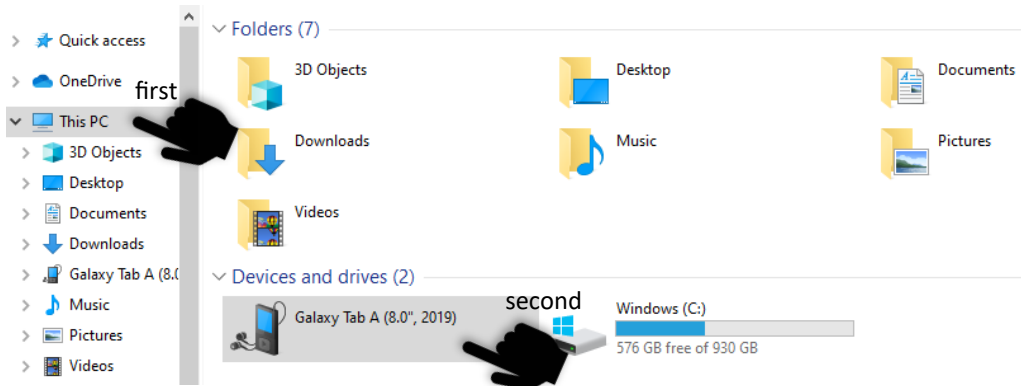 Quick access
OneDrive
first
This PC
3D Objects
Desktop
Documents
Downloads
Galaxy Tab A (8.0
Music
Pictures
Videos
Folders (7)
3D Objects
Desktop
Documents
Downloads
Music
Pictures
Videos
Devices and drives (2)
Galaxy Tab A (8.0", 2019)
second
Windows (C:)
576 GB free of 930 GB